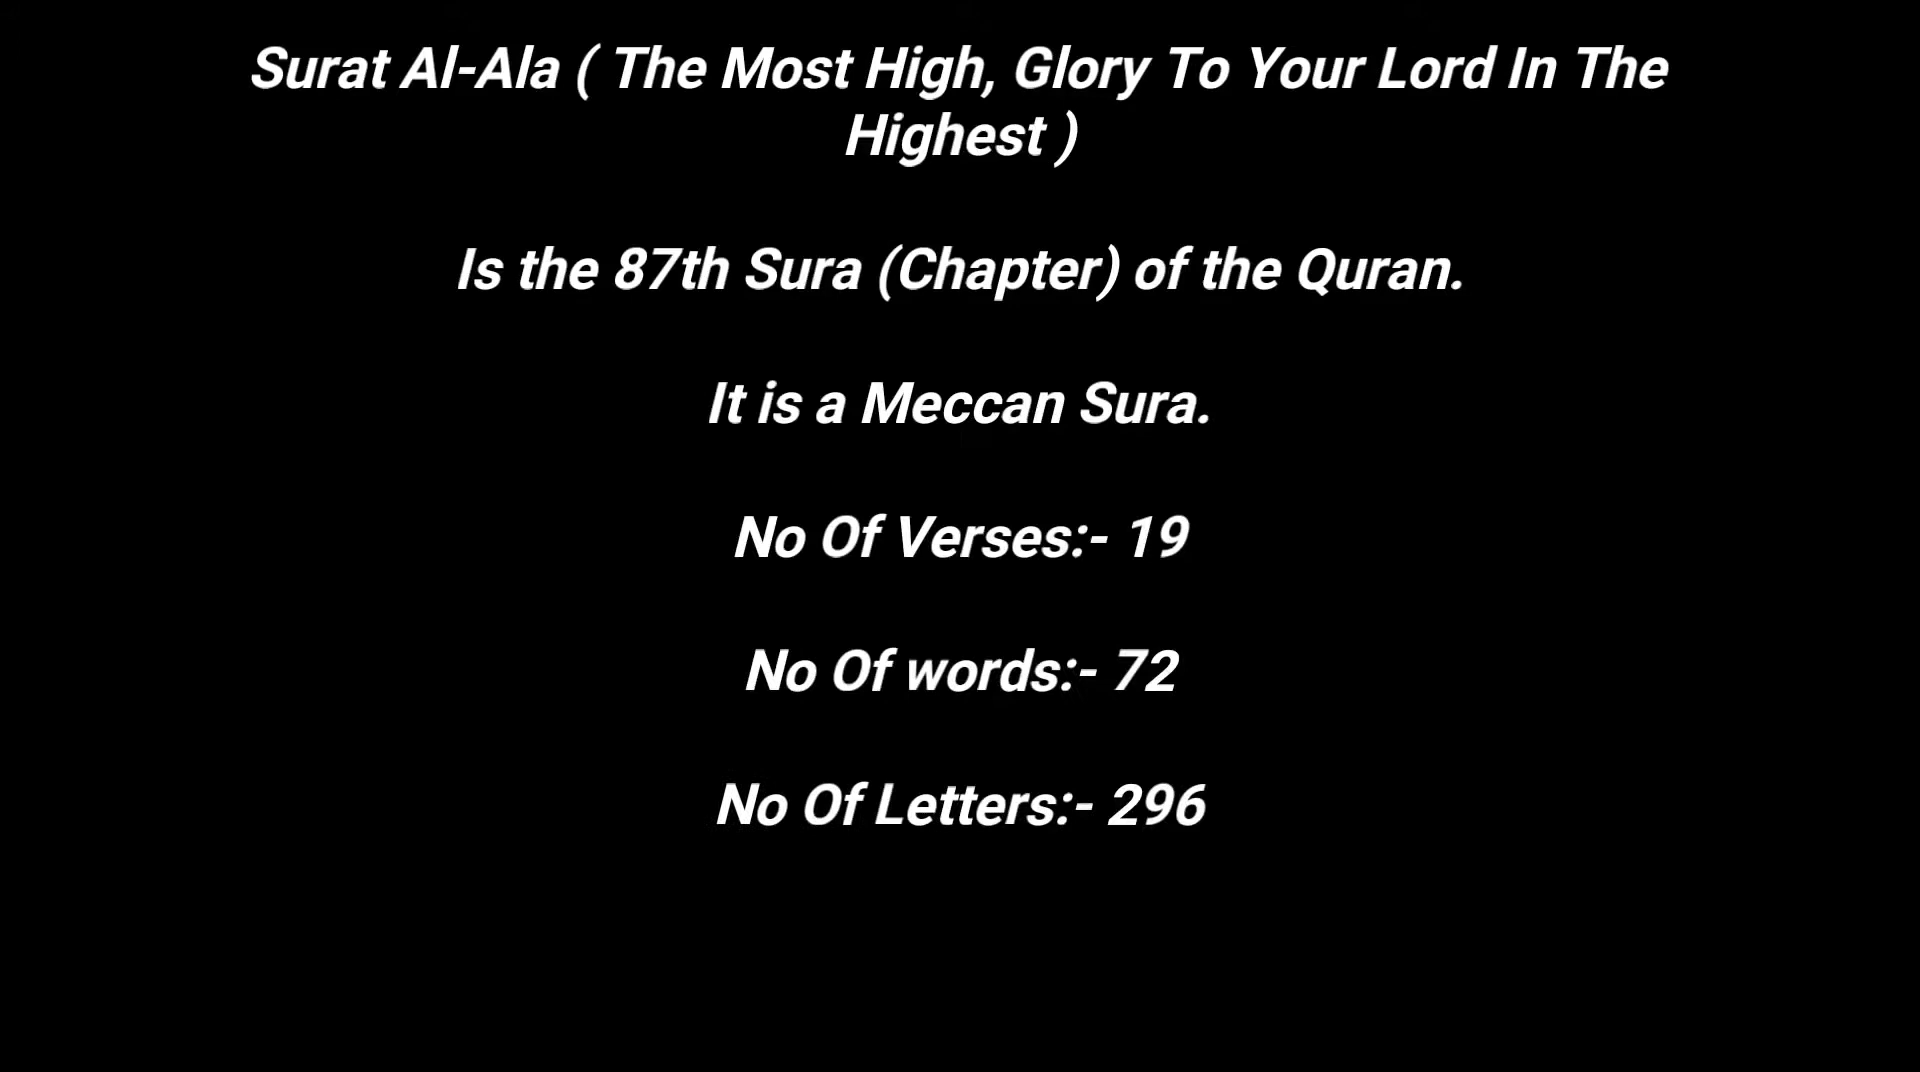 Surat Al-Ala ( The Most High, Glory To Your Lord In The
Highest )
Is the 87th Sura (Chapter) of the Quran.
It is a Meccan Sura.
No Of Verses:- 19
No Of words:- 72
No Of Letters:- 296